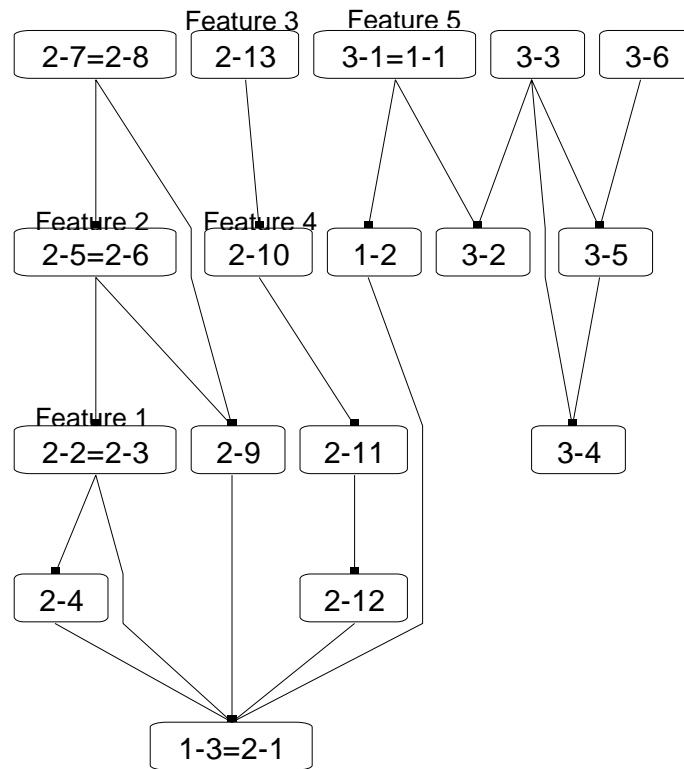 Feature 3 Feature 5
2-7=2-8 2-13 3-1=1-1 3-3 3-6
Feature 2 Feature 4
2-5=2-6 2-10 1-2 3-2 3-5
Feature 1
2-2=2-3 2-9 2-11 3-4
2-4 2-12
1-3=2-1